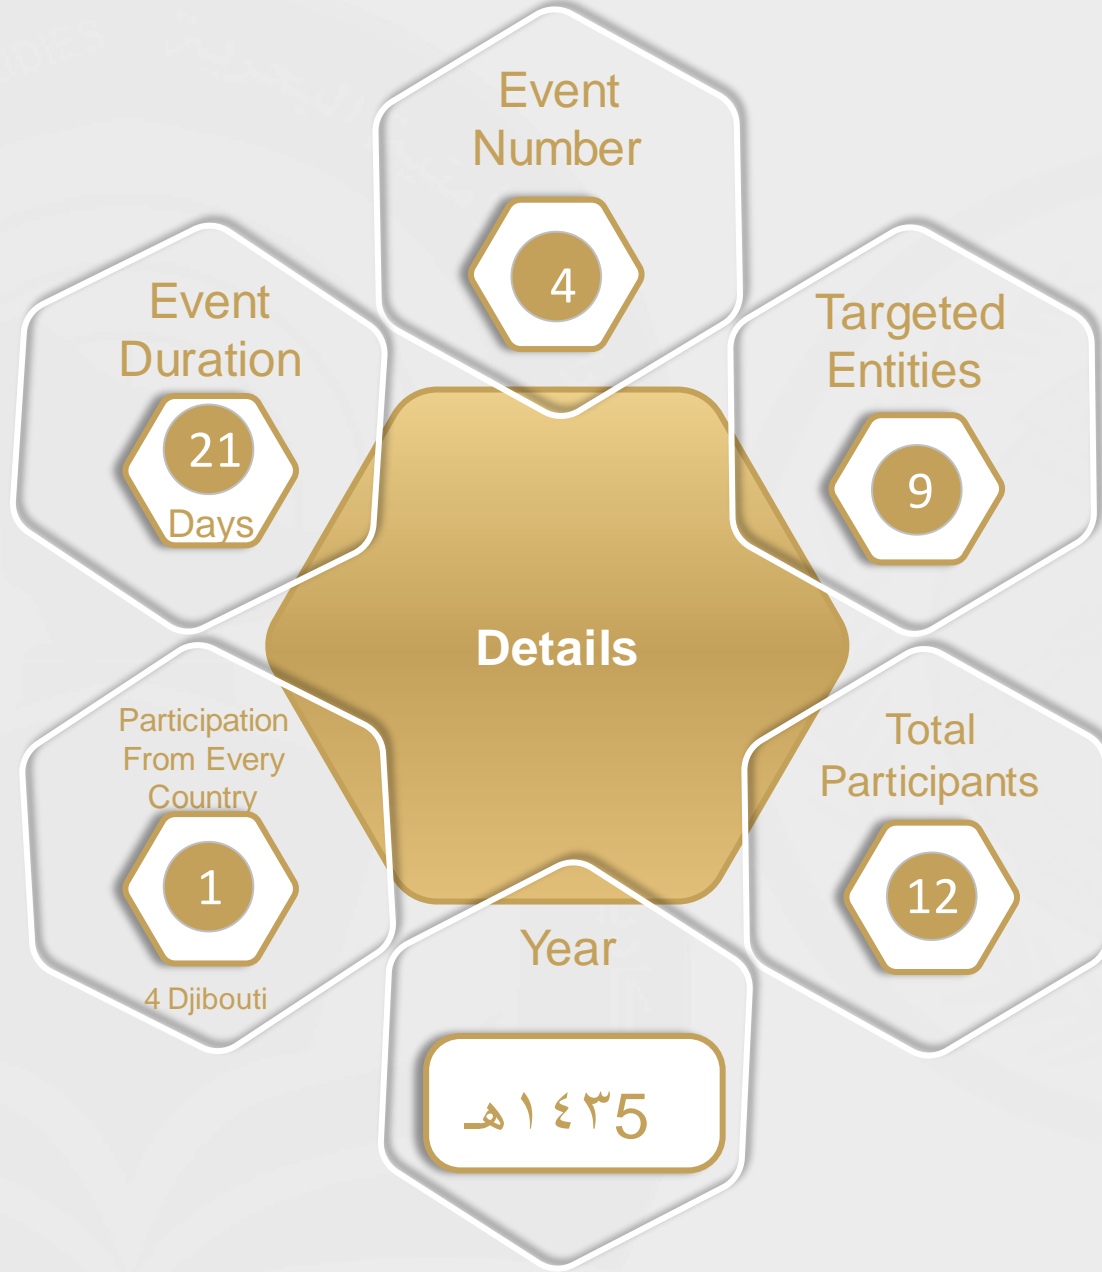 Event
Number
4
Event
Duration
21
Days
Targeted
Entities
9
Details
Participation
From Every
Country
1
4 Djibouti
Total
Participants
12
Year
١٤٣5هـ